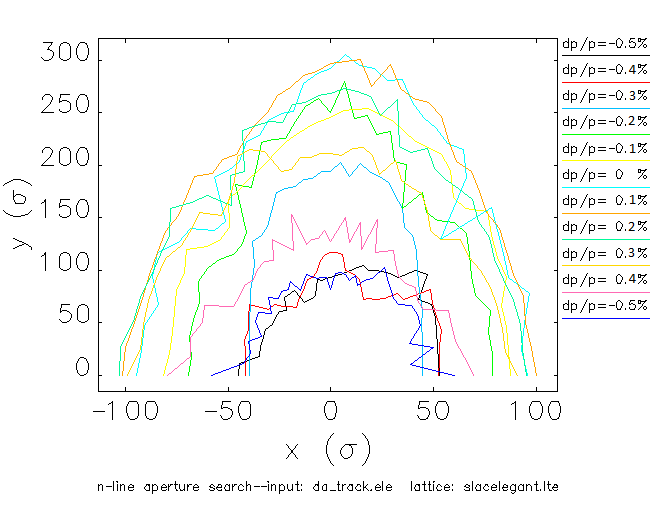 300
250
200
150
100
50
0
y (σ)
-100 -50 0 50 100
x (σ)
dp/p=-0.5%
dp/p=-0.4%
dp/p=-0.3%
dp/p=-0.2%
dp/p=-0.1%
dp/p= 0 %
dp/p= 0.1%
dp/p= 0.2%
dp/p= 0.3%
dp/p= 0.4%
dp/p=-0.5%
n-line aperture search--input: da_track.ele lattice: slacelegant.lte